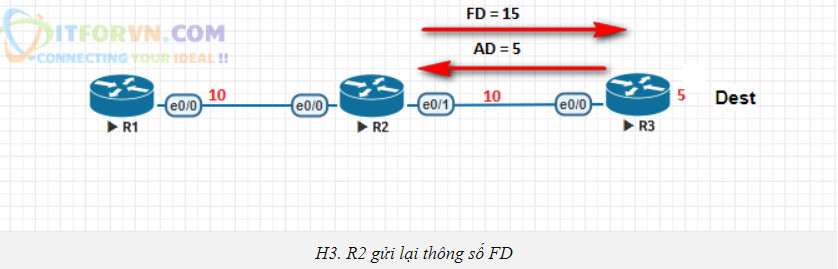 ITFORVN.COM
CONNECTING YOUR IDEAL !!
FD = 15
AD = 5
e0/0 10 e0/0 e0/1 10 e0/0 5 Dest
R1 R2 R3
H3. R2 gửi lại thông số FD